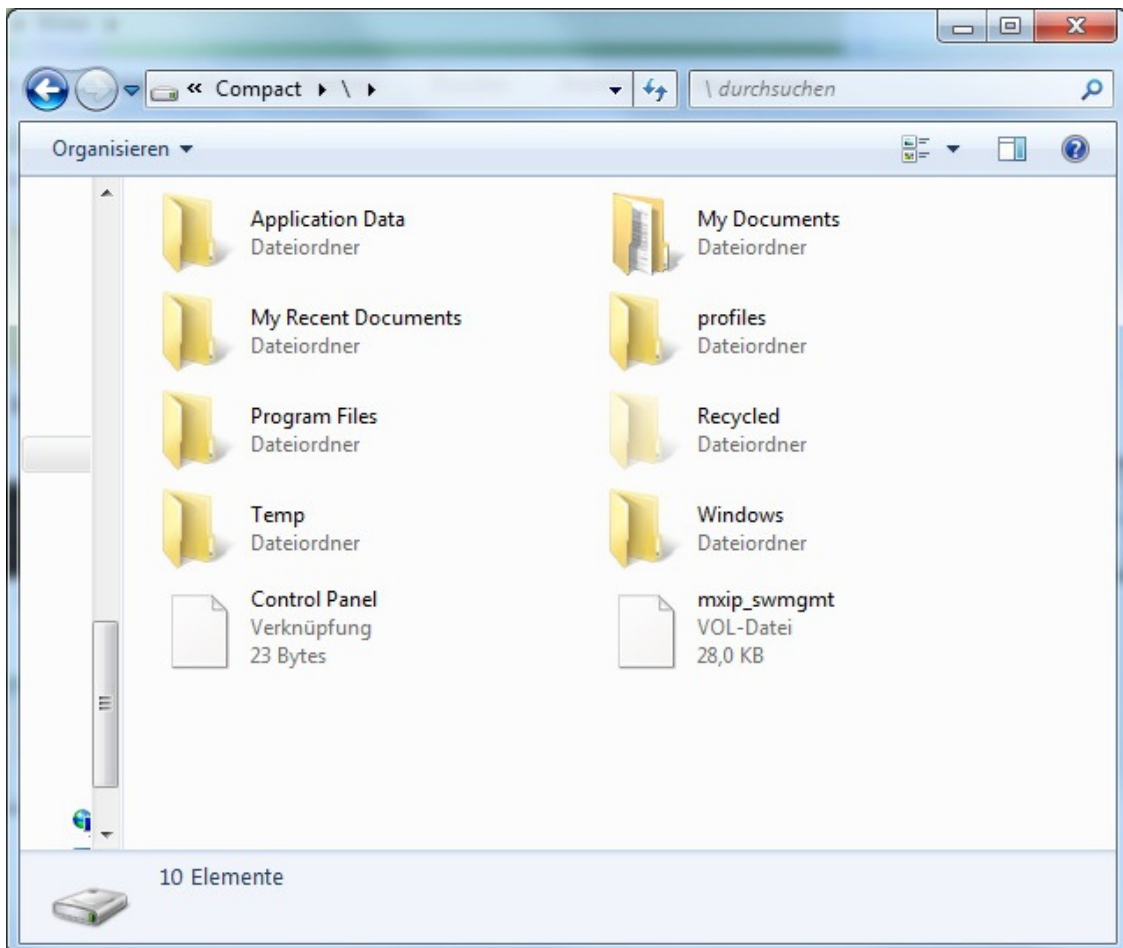 « Compact \
\ durchsuchen
Organisieren
Application Data
Dateiordner
My Documents
Dateiordner
My Recent Documents
Dateiordner
profiles
Dateiordner
Program Files
Dateiordner
Recycled
Dateiordner
Temp
Dateiordner
Windows
Dateiordner
Control Panel
Verknüpfung
23 Bytes
mxip_swmgmt
VOL-Datei
28,0 KB
10 Elemente